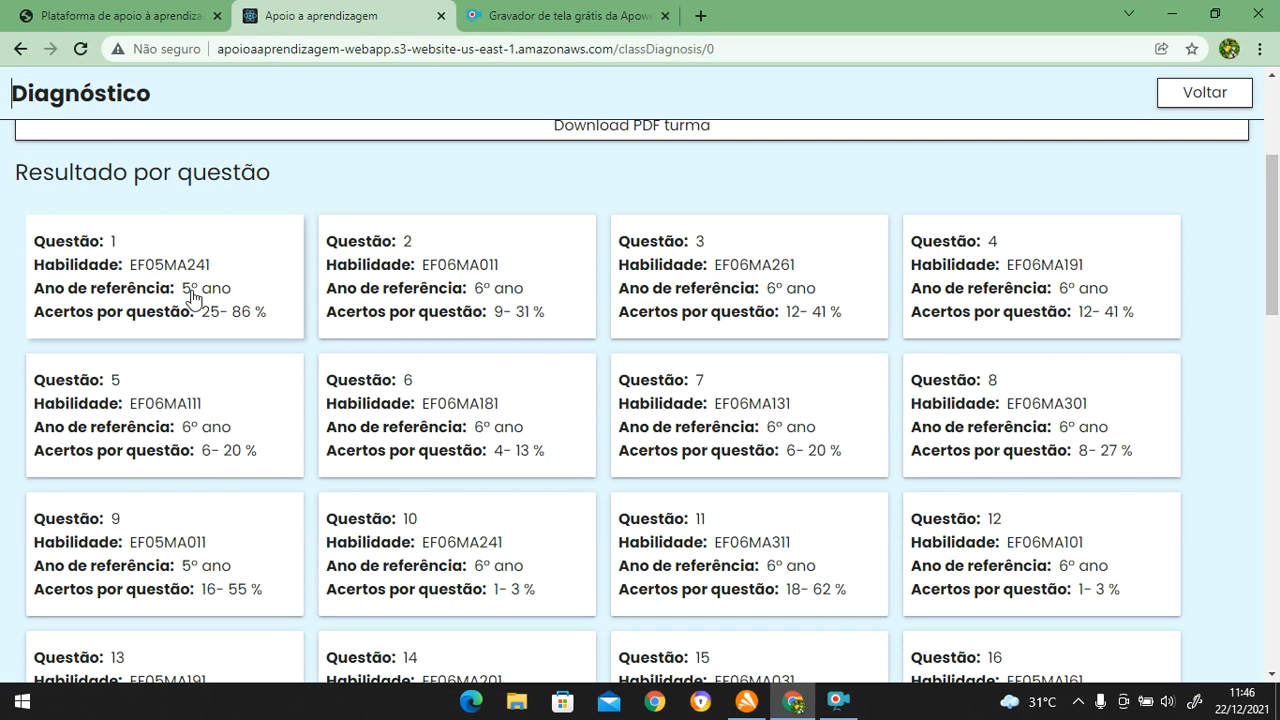 Plataforma de apoio à aprendiza
Apoio a aprendizagem
Gravador de tela grátis da Apowe
Não seguro
apoioaaprendizagem-webapp.s3-website-us-east-1.amazonaws.com/classDiagnosis/0
Diagnóstico
Voltar
Download PDF turma
Resultado por questão
Questão: 1
Habilidade: EF05MA241
Ano de referência: 5º ano
Acertos por questão: 25- 86 %
Questão: 2
Habilidade: EF06MA011
Ano de referência: 6º ano
Acertos por questão: 9- 31 %
Questão: 3
Habilidade: EF06MA261
Ano de referência: 6º ano
Acertos por questão: 12- 41 %
Questão: 4
Habilidade: EF06MA191
Ano de referência: 6º ano
Acertos por questão: 12- 41 %
Questão: 5
Habilidade: EF06MA111
Ano de referência: 6º ano
Acertos por questão: 6- 20 %
Questão: 6
Habilidade: EF06MA181
Ano de referência: 6º ano
Acertos por questão: 4- 13 %
Questão: 7
Habilidade: EF06MA131
Ano de referência: 6º ano
Acertos por questão: 6- 20 %
Questão: 8
Habilidade: EF06MA301
Ano de referência: 6º ano
Acertos por questão: 8- 27 %
Questão: 9
Habilidade: EF05MA011
Ano de referência: 5º ano
Acertos por questão: 16- 55 %
Questão: 10
Habilidade: EF06MA241
Ano de referência: 6º ano
Acertos por questão: 1- 3 %
Questão: 11
Habilidade: EF06MA311
Ano de referência: 6º ano
Acertos por questão: 18- 62 %
Questão: 12
Habilidade: EF06MA101
Ano de referência: 6º ano
Acertos por questão: 1- 3 %
Questão: 13
Habilidade: EF05MA191
Questão: 14
Habilidade: EF06MA201
Questão: 15
Habilidade: EF06MA031
Questão: 16
Habilidade: EF05MA161
31°C
11:46
22/12/2021